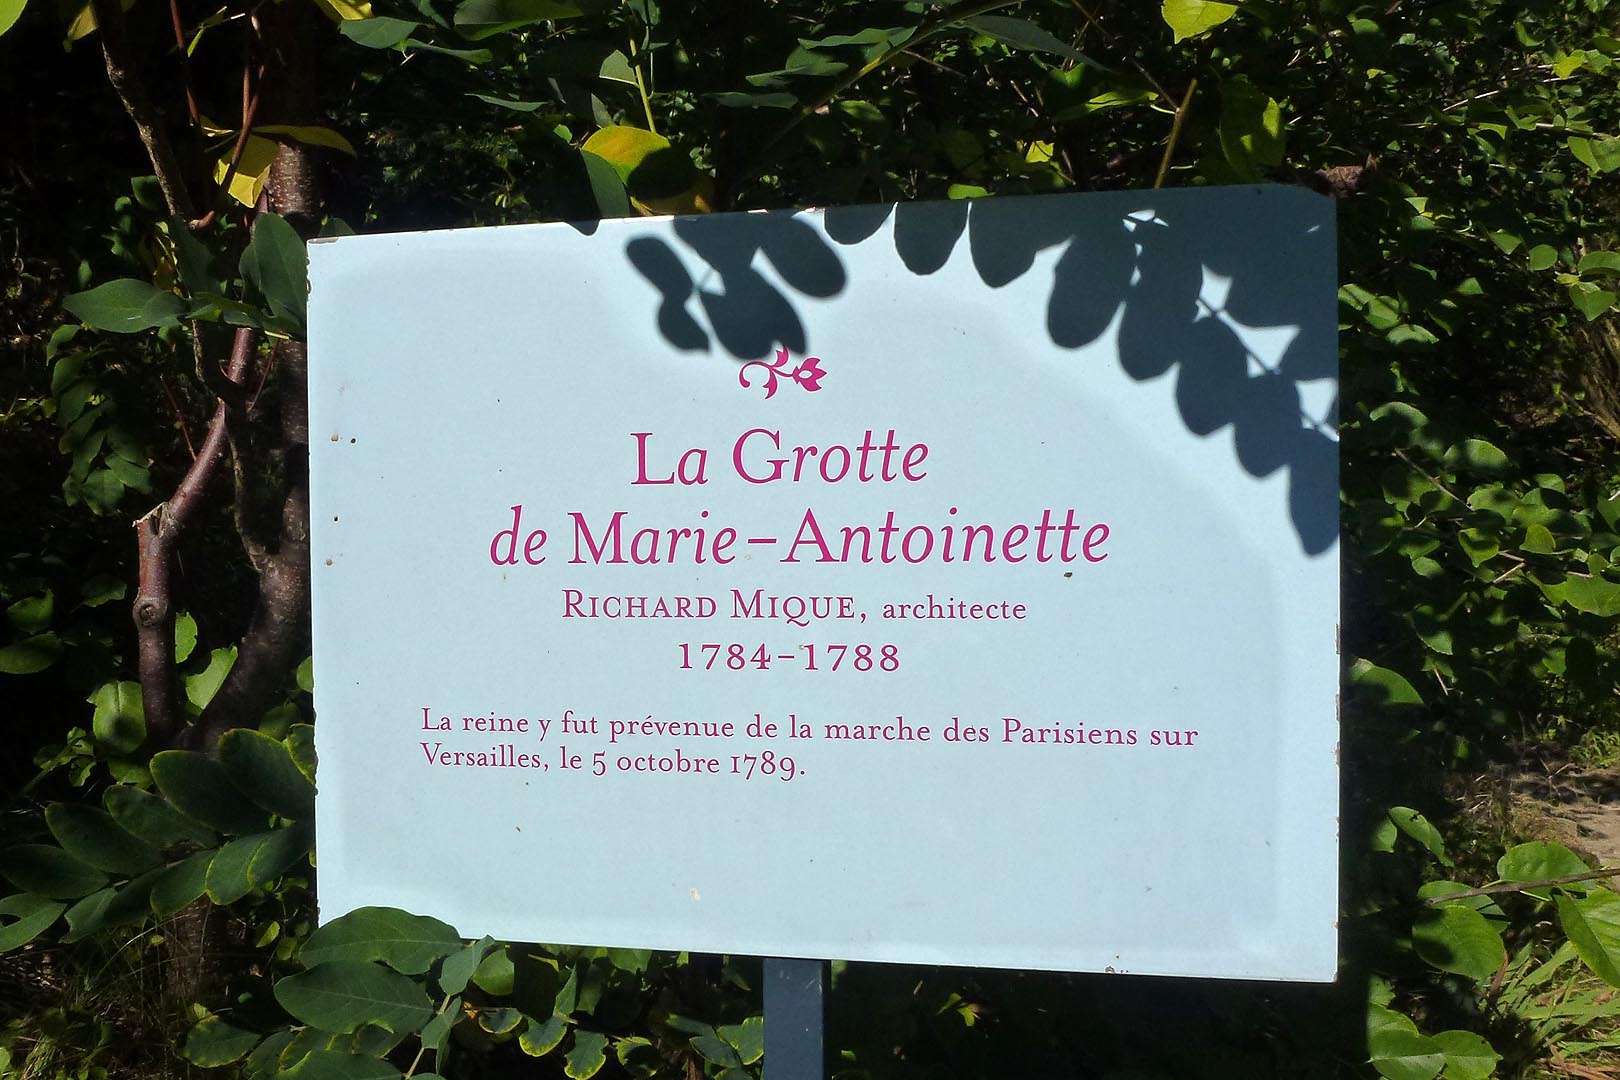 La Grotte
de Marie-Antoinette
RICHARD MIQUE, architecte
1784-1788
La reine y fut prévenue de la marche des Parisiens sur
Versailles, le 5 octobre 1789.